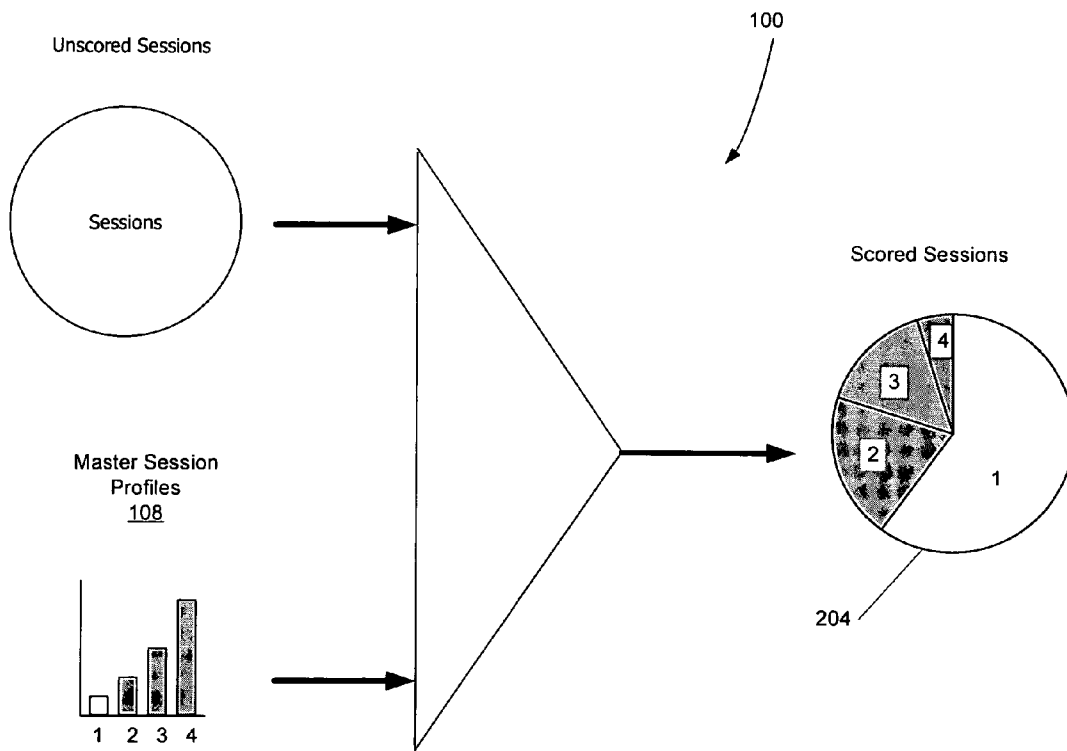 100
Unscored Sessions
Sessions
Scored Sessions
4
3
2
1
204
Master Session
Profiles
108
1 2 3 4